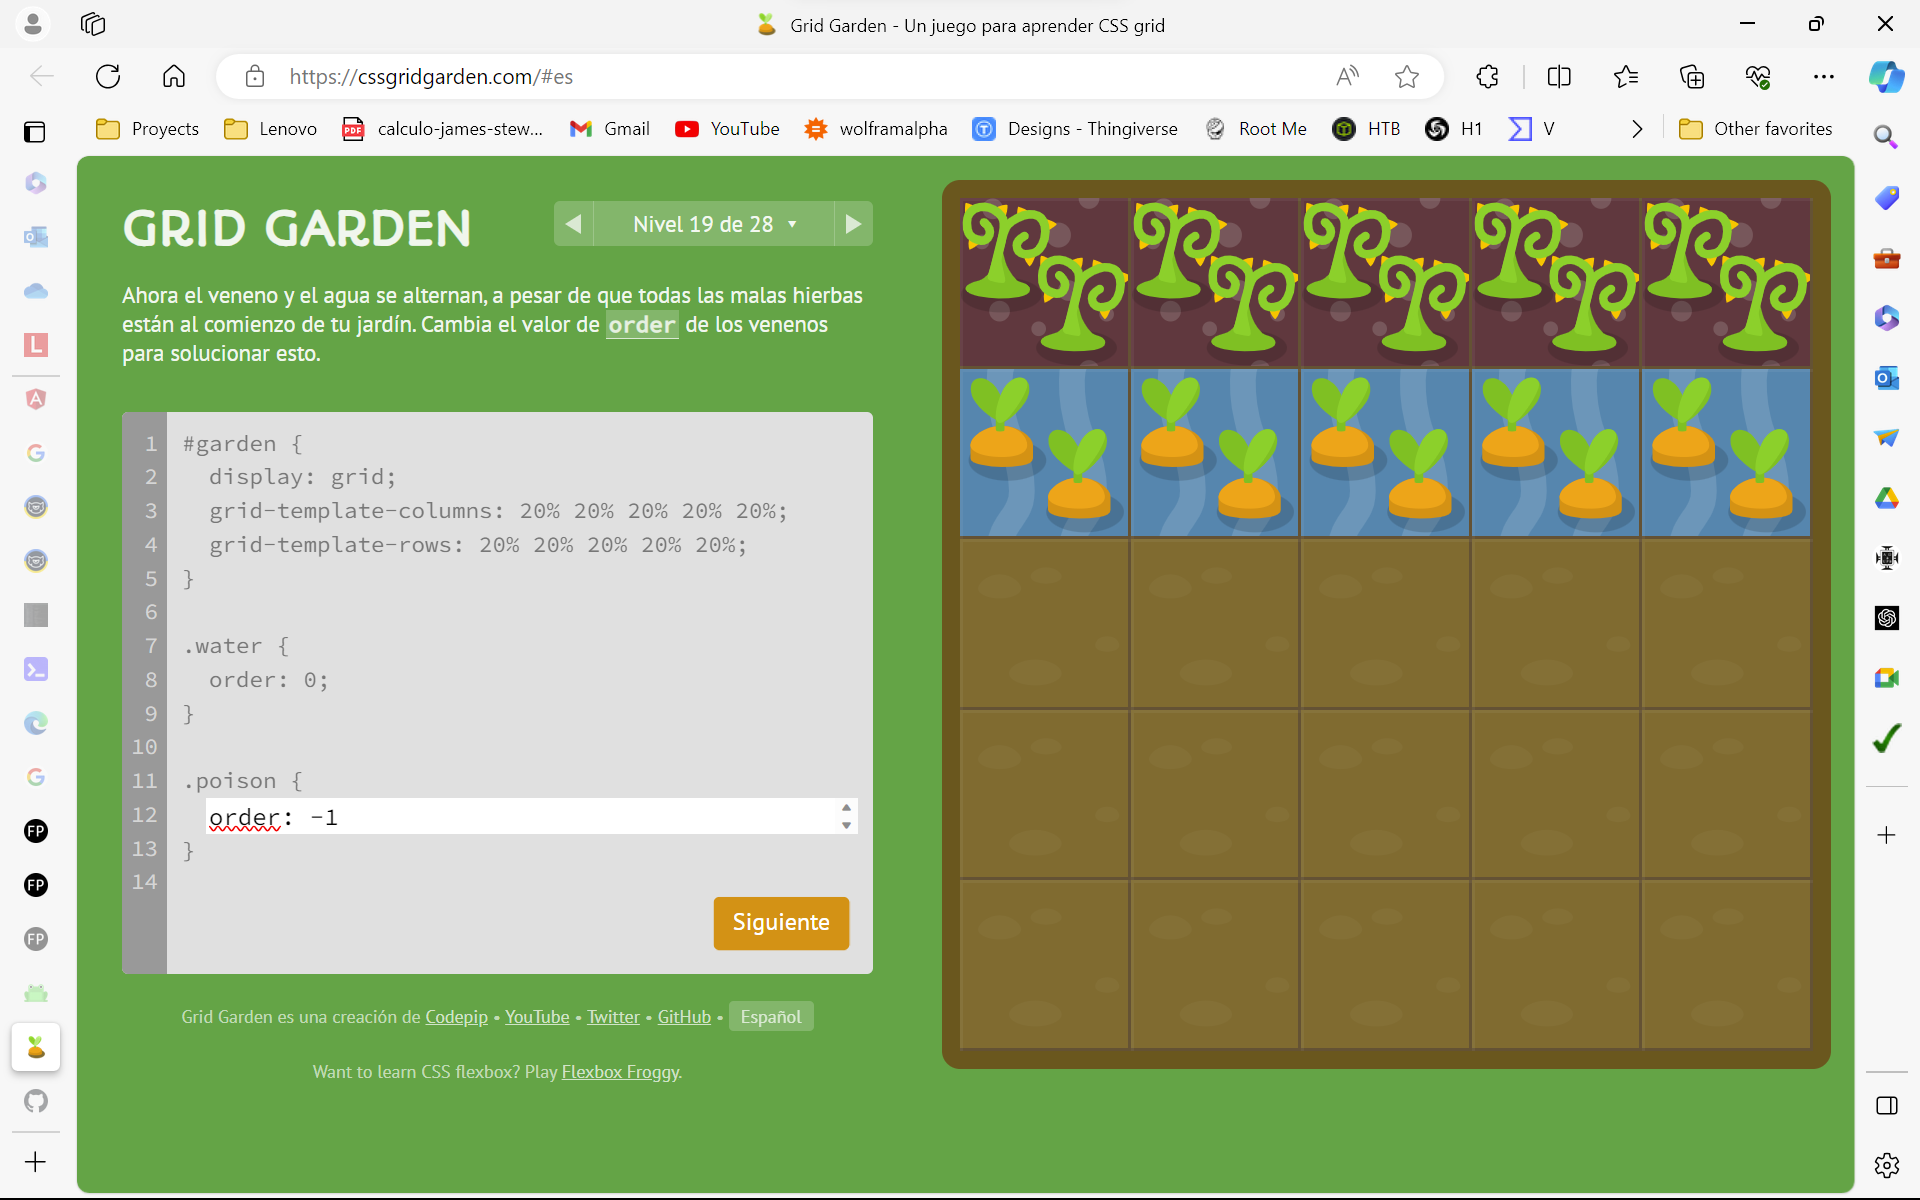 Grid Garden - Un juego para aprender CSS grid
https://cssgridgarden.com/#es
Proyects Lenovo calculo-james-stew... Gmail YouTube wolframalpha Designs - Thingiverse Root Me HTB H1 V Other favorites
GRID GARDEN
Nivel 19 de 28
Ahora el veneno y el agua se alternan, a pesar de que todas las malas hierbas
están al comienzo de tu jardín. Cambia el valor de order de los venenos
para solucionar esto.
1 #garden {
2 display: grid;
3 grid-template-columns: 20% 20% 20% 20% 20%;
4 grid-template-rows: 20% 20% 20% 20% 20%;
5 }
6
7 .water {
8 order: 0;
9 }
10
11 .poison {
12 order: -1
13 }
14
Siguiente
Grid Garden es una creación de Codepip • YouTube • Twitter • GitHub • Español
Want to learn CSS flexbox? Play Flexbox Froggy.